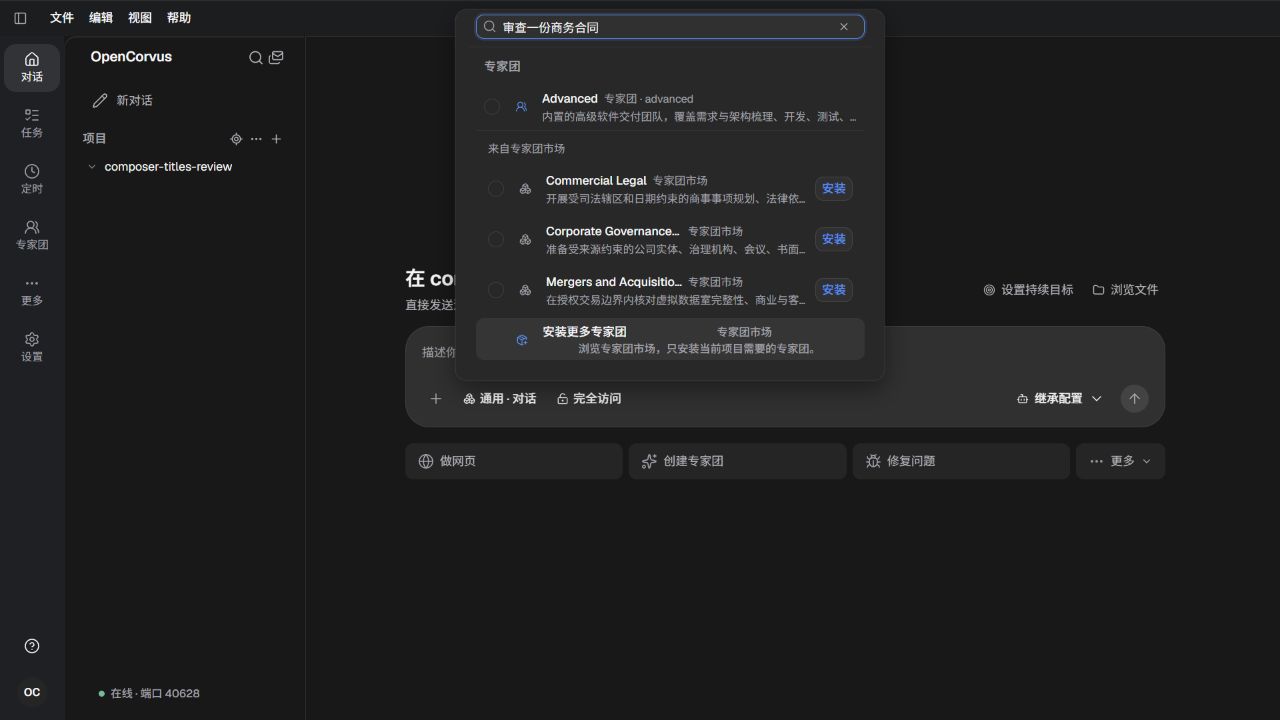 文件 编辑 视图 帮助
对话
任务
定时
专家团
更多
设置
OC
OpenCorvus
新对话
项目
composer-titles-review
在线 · 端口 40628
审查一份商务合同
专家团
Advanced 专家团 · advanced
内置的高级软件交付团队，覆盖需求与架构梳理、开发、测试、...
来自专家团市场
Commercial Legal 专家团市场
开展受司法辖区和日期约束的商事事项规划、法律依...
安装
Corporate Governance... 专家团市场
准备受来源约束的公司实体、治理机构、会议、书面...
安装
Mergers and Acquisitio... 专家团市场
在授权交易边界内核对虚拟数据室完整性、商业与客...
安装
安装更多专家团 专家团市场
浏览专家团市场，只安装当前项目需要的专家团。
在 co
直接发送
设置持续目标 浏览文件
描述你
通用 · 对话 完全访问 继承配置
做网页 创建专家团 修复问题 更多